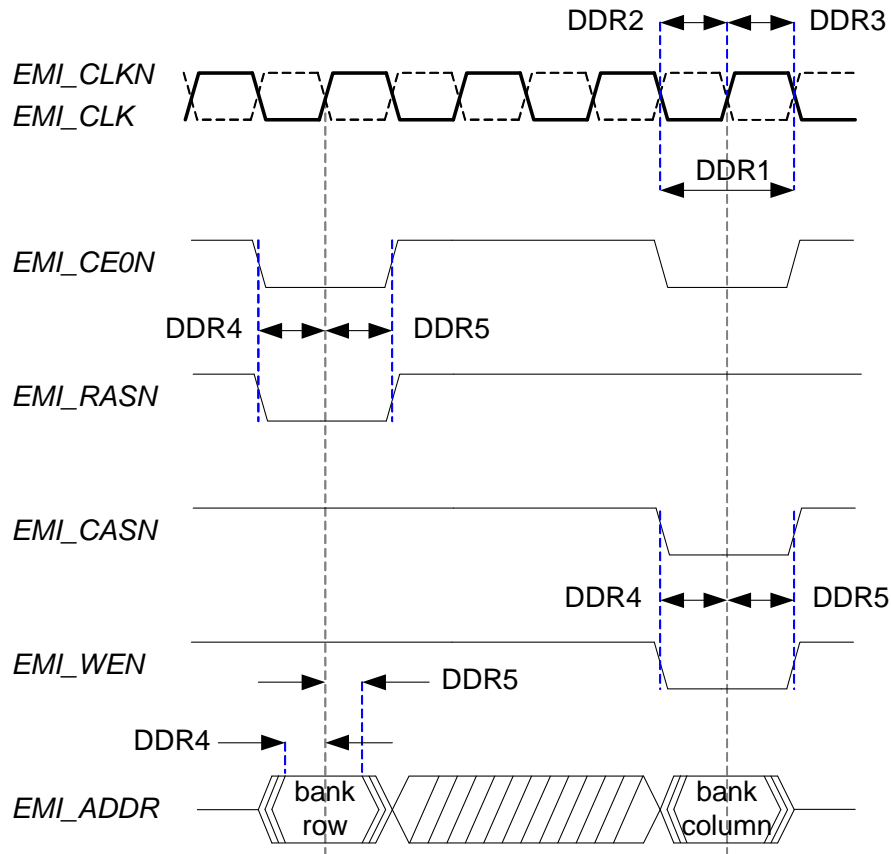 DDR2 DDR3
EMI_CLKN
EMI_CLK
DDR1
EMI_CE0N
DDR4 DDR5
EMI_RASN
EMI_CASN
DDR4 DDR5
EMI_WEN
DDR5
DDR4
EMI_ADDR
bank
row
bank
column